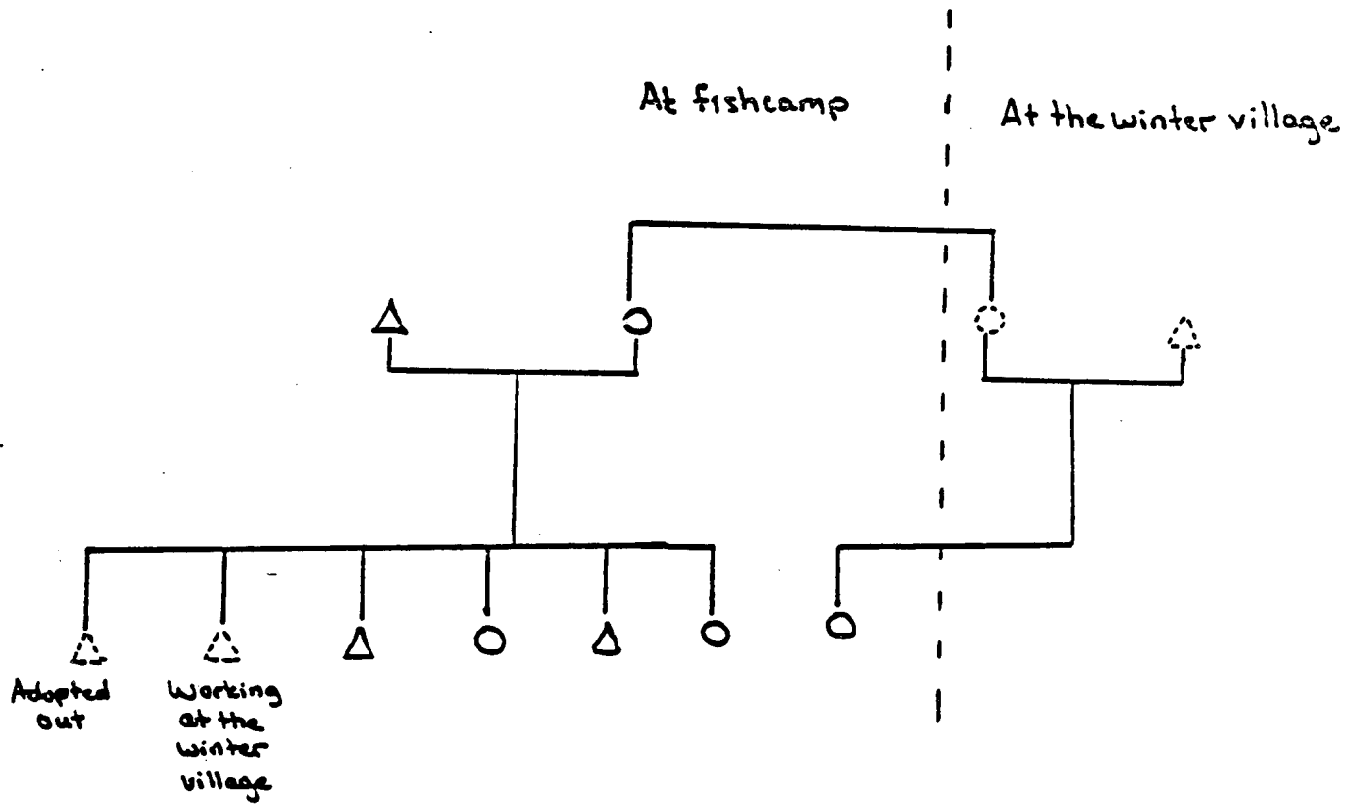 At fishcamp
At the winter village
Adopted
out
Working
at the
winter
village